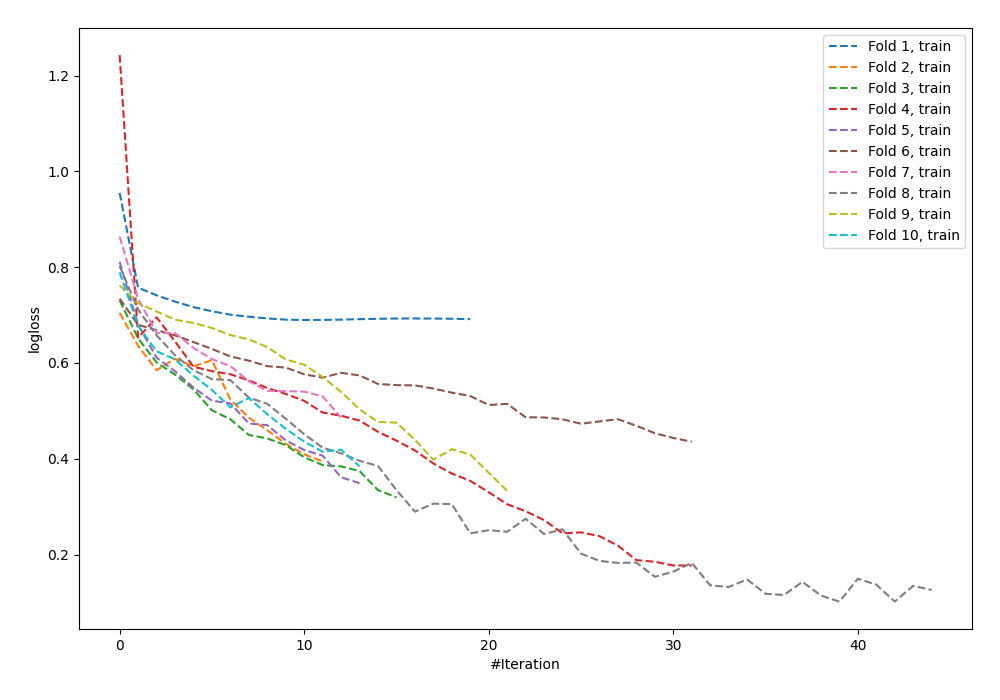 1.2
1.0
0.8
0.6
0.4
0.2
logloss
0
10
20
30
40
#Iteration
Fold 1, train
Fold 2, train
Fold 3, train
Fold 4, train
Fold 5, train
Fold 6, train
Fold 7, train
Fold 8, train
Fold 9, train
Fold 10, train